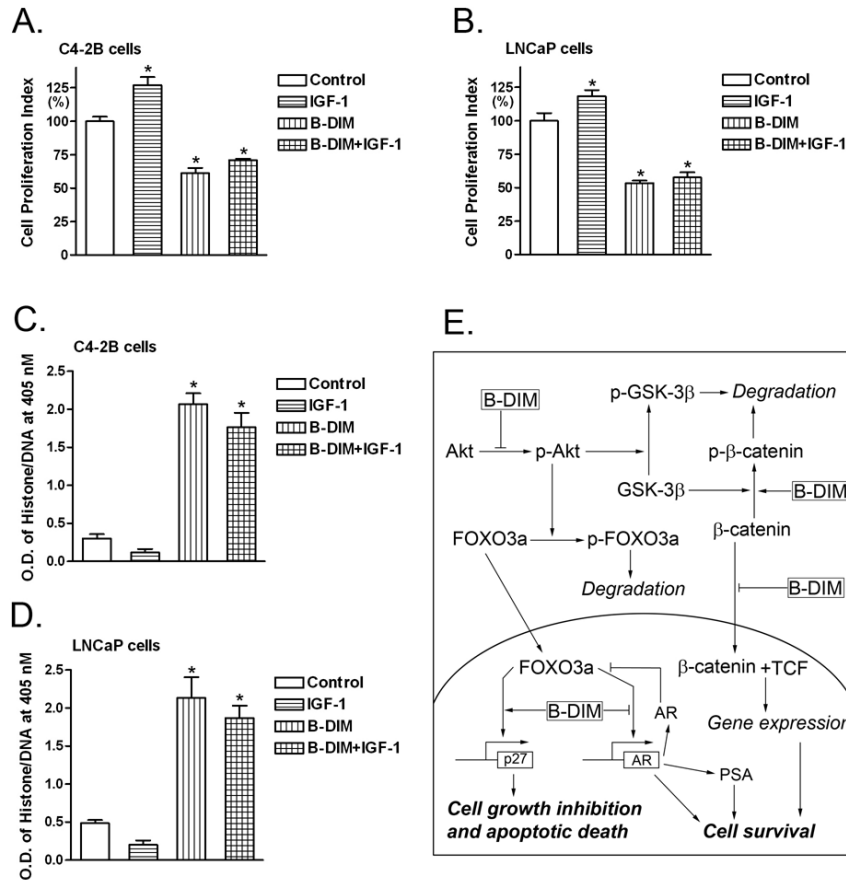 A.
C4-2B cells
Cell Proliferation Index
(%)
125
100
75
50
25
0
*
*
*
Control
IGF-1
B-DIM
B-DIM+IGF-1
B.
LNCaP cells
Cell Proliferation Index
(%)
125
100
75
50
25
0
*
*
*
Control
IGF-1
B-DIM
B-DIM+IGF-1
C.
C4-2B cells
O.D. of Histone/DNA at 405 nM
2.5
2.0
1.5
1.0
0.5
0.0
*
*
Control
IGF-1
B-DIM
B-DIM+IGF-1
D.
LNCaP cells
O.D. of Histone/DNA at 405 nM
2.5
2.0
1.5
1.0
0.5
0.0
*
*
Control
IGF-1
B-DIM
B-DIM+IGF-1
E.
B-DIM
p-GSK-3β
Degradation
Akt
p-Akt
p-β-catenin
GSK-3β
B-DIM
β-catenin
FOXO3a
p-FOXO3a
Degradation
B-DIM
FOXO3a
β-catenin +TCF
B-DIM
AR
Gene expression
p27
AR
PSA
Cell growth inhibition
and apoptotic death
Cell survival